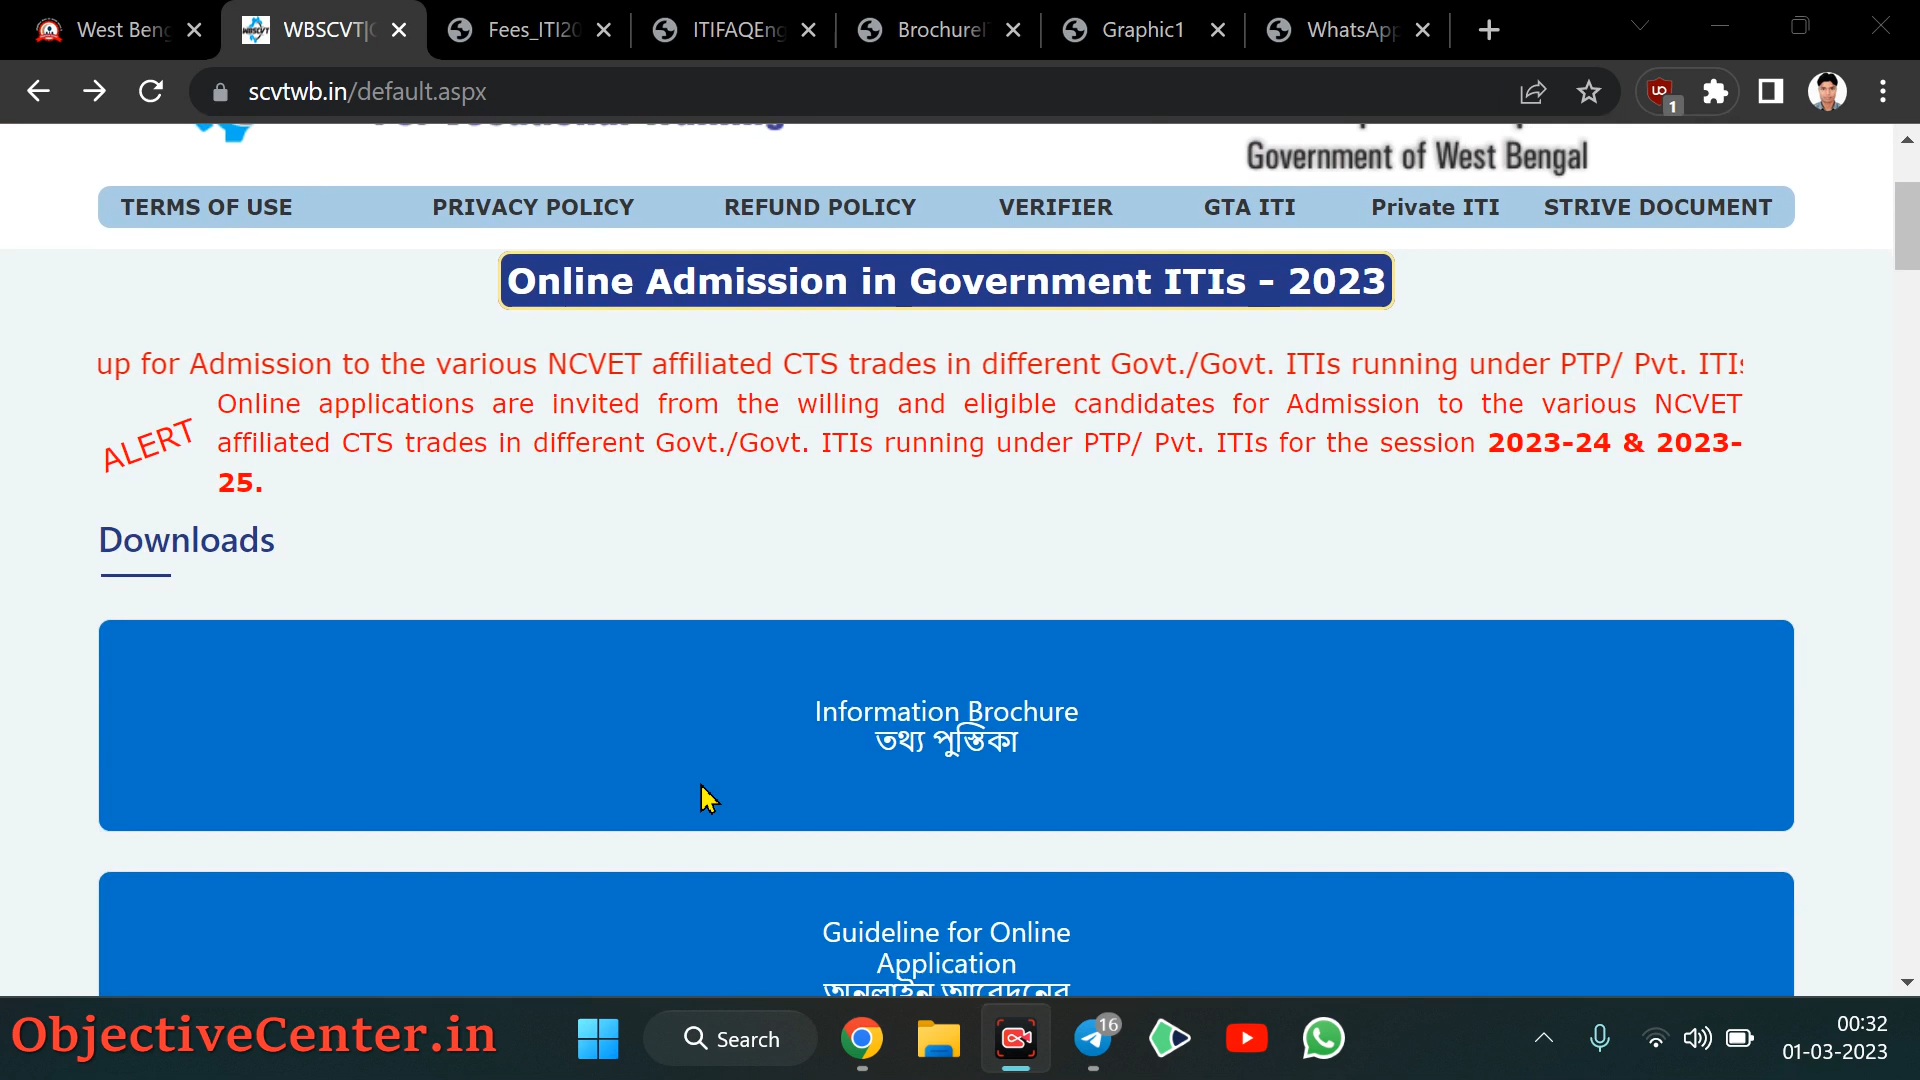 West Beng
WBSCVT|
Fees_ITI20
ITIFAQEng
Brochure
Graphic1
WhatsApp
scvtwb.in/default.aspx
1
Government of West Bengal
TERMS OF USE PRIVACY POLICY REFUND POLICY VERIFIER GTA ITI Private ITI STRIVE DOCUMENT
Online Admission in Government ITIs - 2023
up for Admission to the various NCVET affiliated CTS trades in different Govt./Govt. ITIs running under PTP/ Pvt. ITIs
ALERT
Online applications are invited from the willing and eligible candidates for Admission to the various NCVET
affiliated CTS trades in different Govt./Govt. ITIs running under PTP/ Pvt. ITIs for the session 2023-24 & 2023-
25.
Downloads
Information Brochure
তথ্য পুস্তিকা
Guideline for Online
Application
অনলাইন আবেদনের
ObjectiveCenter.in
Search
16
00:32
01-03-2023